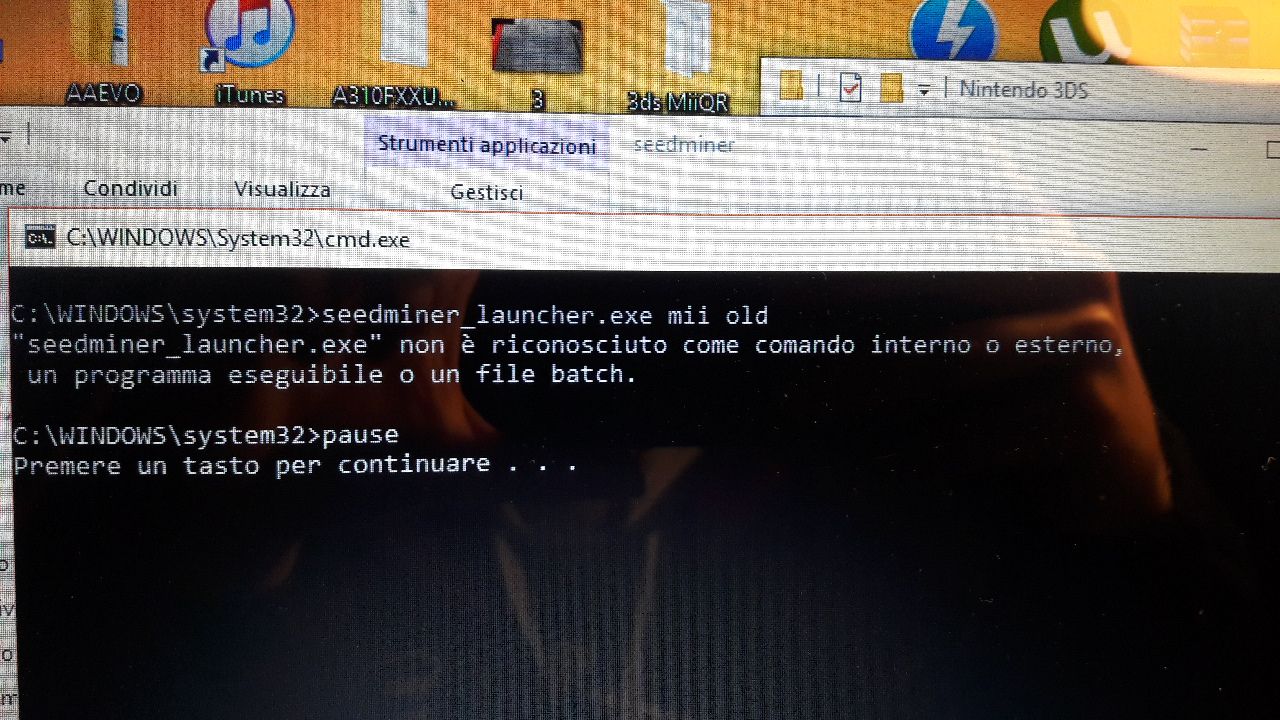 AAEVO
iTunes
A310FXXU...
3
3ds MiiQR
Nintendo 3DS
Strumenti applicazioni
seedminer
me
Condividi
Visualizza
Gestisci
C:\WINDOWS\System32\cmd.exe
C:\WINDOWS\system32>seedminer_launcher.exe mii old
"seedminer_launcher.exe" non è riconosciuto come comando interno o esterno,
un programma eseguibile o un file batch.
C:\WINDOWS\system32>pause
Premere un tasto per continuare . . .